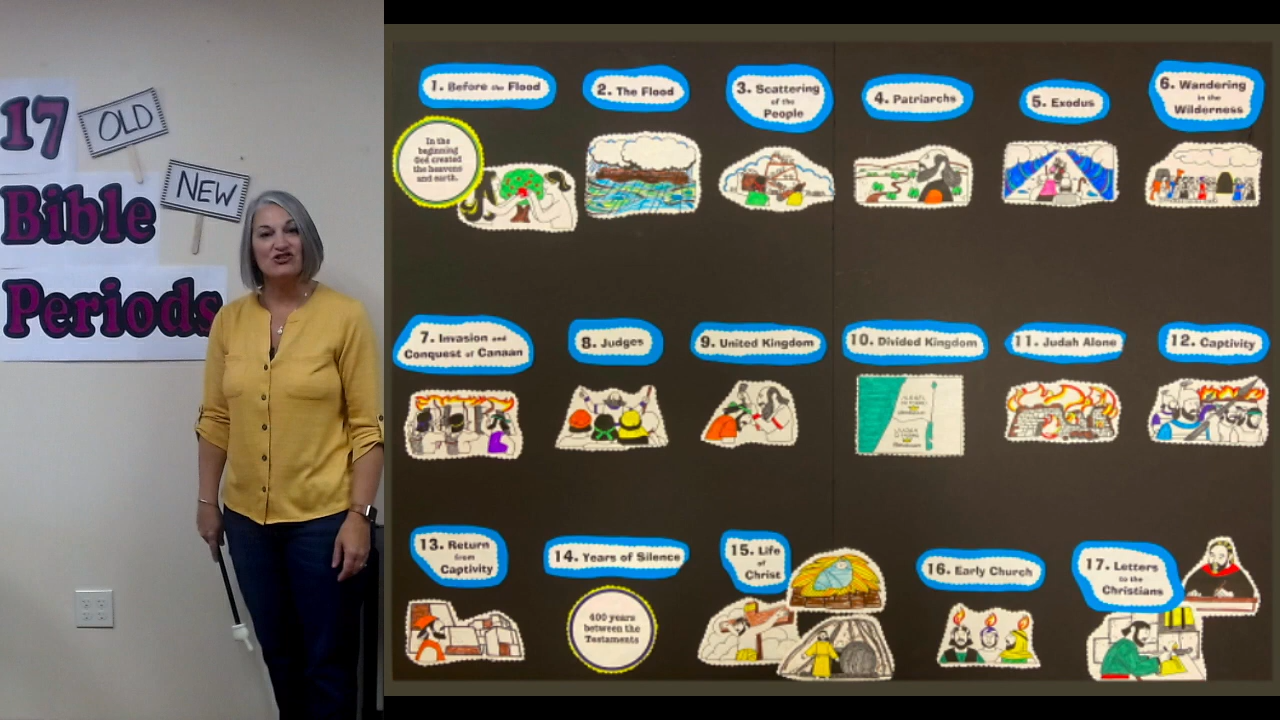 17
OLD
NEW
Bible
Periods
1. Before the Flood
2. The Flood
3. Scattering
of the
People
4. Patriarchs
5. Exodus
6. Wandering
in the
Wilderness
In the
beginning
God created
the heavens
and earth.
7. Invasion and
Conquest of Canaan
8. Judges
9. United Kingdom
10. Divided Kingdom
11. Judah Alone
12. Captivity
13. Return
from
Captivity
14. Years of Silence
400 years
between the
Testaments
15. Life
of
Christ
16. Early Church
17. Letters
to the
Christians